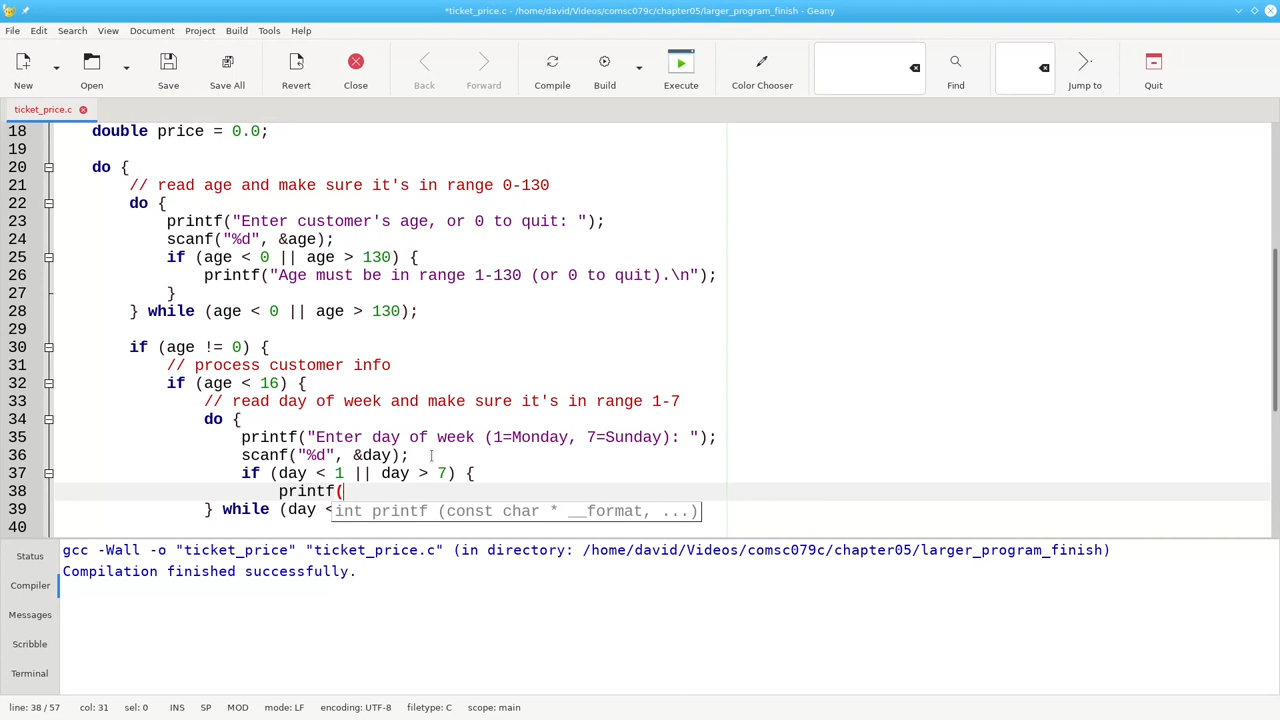 *ticket_price.c - /home/david/Videos/comsc079c/chapter05/larger_program_finish - Geany
File Edit Search View Document Project Build Tools Help
New Open Save Save All Revert Close Back Forward Compile Build Execute Color Chooser Find Jump to Quit
ticket_price.c
18 double price = 0.0;
19
20 do {
21 // read age and make sure it's in range 0-130
22 do {
23 printf("Enter customer's age, or 0 to quit: ");
24 scanf("%d", &age);
25 if (age < 0 || age > 130) {
26 printf("Age must be in range 1-130 (or 0 to quit).\n");
27 }
28 } while (age < 0 || age > 130);
29
30 if (age != 0) {
31 // process customer info
32 if (age < 16) {
33 // read day of week and make sure it's in range 1-7
34 do {
35 printf("Enter day of week (1=Monday, 7=Sunday): ");
36 scanf("%d", &day);
37 if (day < 1 || day > 7) {
38 printf(
39 } while (day <
int printf (const char * __format, ...)
40
Status
Compiler
Messages
Scribble
Terminal
gcc -Wall -o "ticket_price" "ticket_price.c" (in directory: /home/david/Videos/comsc079c/chapter05/larger_program_finish)
Compilation finished successfully.
line: 38 / 57 col: 31 sel: 0 INS SP MOD mode: LF encoding: UTF-8 filetype: C scope: main